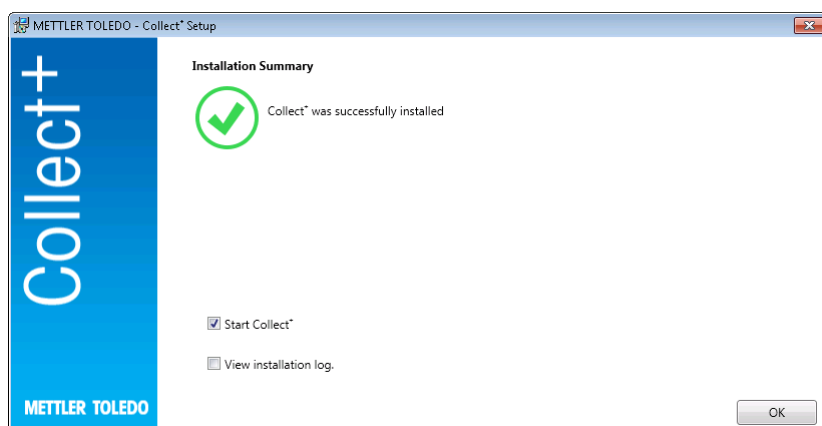 METTLER TOLEDO - Collect⁺ Setup
Collect+
Installation Summary
Collect⁺ was successfully installed
Start Collect⁺
View installation log.
METTLER TOLEDO
OK